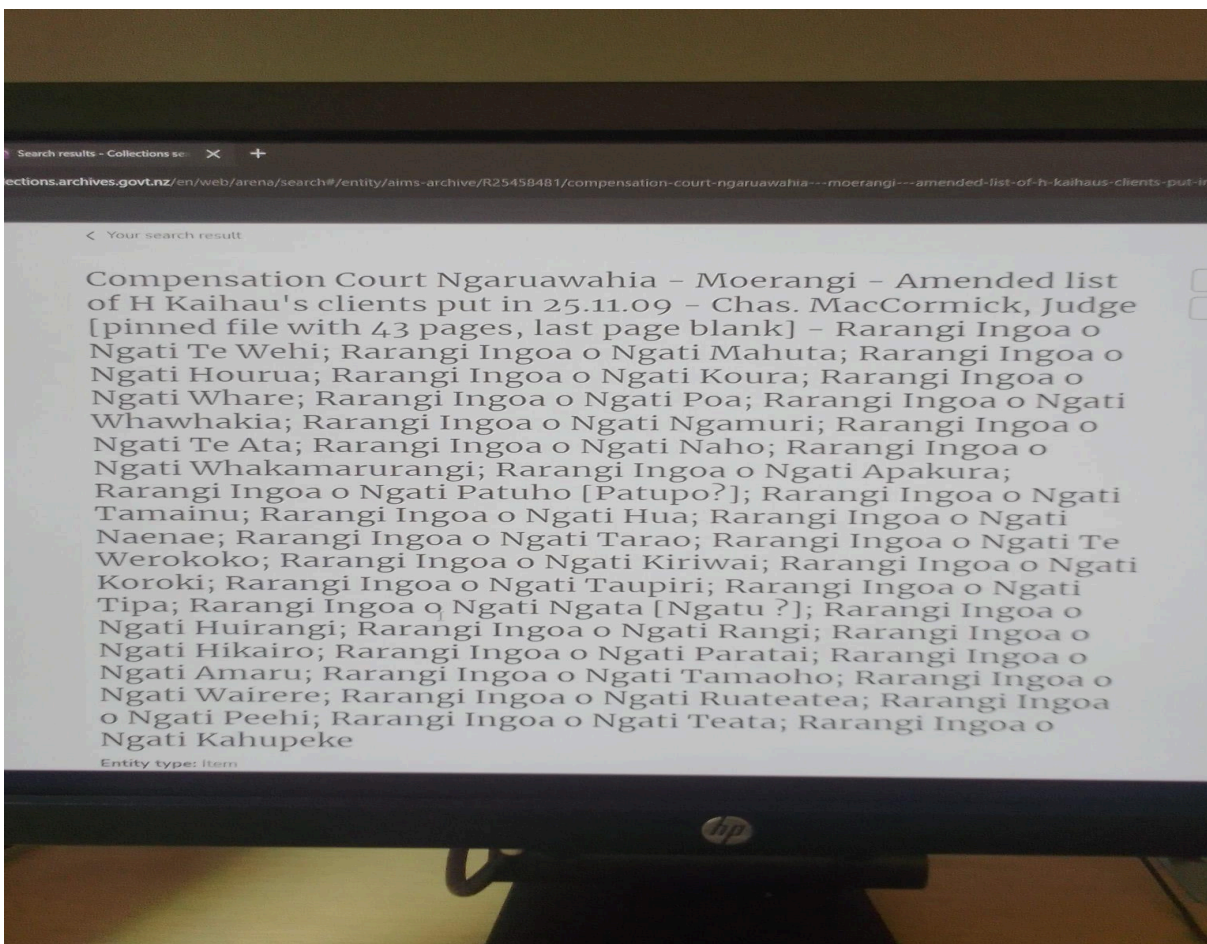 Search results - Collections se
ections.archives.govt.nz/en/web/arena/search#/entity/aims-archive/R25458481/compensation-court-ngaruawahia---moerangi---amended-list-of-h-kaihaus-clients-put-in
< Your search result
Compensation Court Ngaruawahia – Moerangi – Amended list
of H Kaihau's clients put in 25.11.09 – Chas. MacCormick, Judge
[pinned file with 43 pages, last page blank] – Rarangi Ingoa o
Ngati Te Wehi; Rarangi Ingoa o Ngati Mahuta; Rarangi Ingoa o
Ngati Hourua; Rarangi Ingoa o Ngati Koura; Rarangi Ingoa o
Ngati Whare; Rarangi Ingoa o Ngati Poa; Rarangi Ingoa o Ngati
Whawhakia; Rarangi Ingoa o Ngati Ngamuri; Rarangi Ingoa o
Ngati Te Ata; Rarangi Ingoa o Ngati Naho; Rarangi Ingoa o
Ngati Whakamarurangi; Rarangi Ingoa o Ngati Apakura;
Rarangi Ingoa o Ngati Patuho [Patupo?]; Rarangi Ingoa o Ngati
Tamainu; Rarangi Ingoa o Ngati Hua; Rarangi Ingoa o Ngati
Naenae; Rarangi Ingoa o Ngati Tarao; Rarangi Ingoa o Ngati Te
Werokoko; Rarangi Ingoa o Ngati Kiriwai; Rarangi Ingoa o Ngati
Koroki; Rarangi Ingoa o Ngati Taupiri; Rarangi Ingoa o Ngati
Tipa; Rarangi Ingoa o Ngati Ngata [Ngatu ?]; Rarangi Ingoa o
Ngati Huirangi; Rarangi Ingoa o Ngati Rangi; Rarangi Ingoa o
Ngati Hikairo; Rarangi Ingoa o Ngati Paratai; Rarangi Ingoa o
Ngati Amaru; Rarangi Ingoa o Ngati Tamaoho; Rarangi Ingoa o
Ngati Wairere; Rarangi Ingoa o Ngati Ruateatea; Rarangi Ingoa
o Ngati Peehi; Rarangi Ingoa o Ngati Teata; Rarangi Ingoa o
Ngati Kahupeke
Entity type: Item
hp